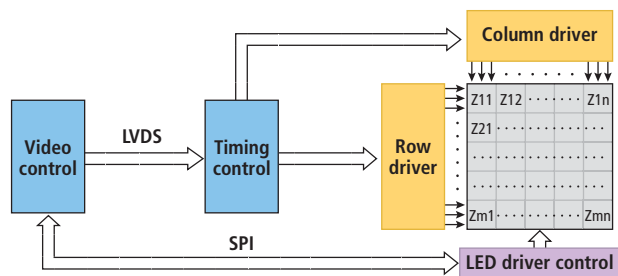 Column driver
Z11 Z12 Z1n
Z21
Zm1 Zmn
Row
driver
Video
control
LVDS
Timing
control
SPI
LED driver control